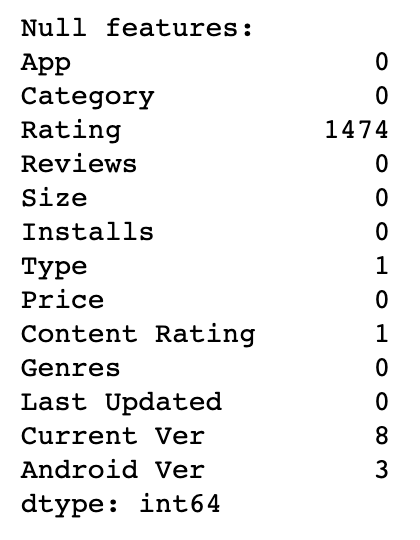 Null features:
App 0
Category 0
Rating 1474
Reviews 0
Size 0
Installs 0
Type 1
Price 0
Content Rating 1
Genres 0
Last Updated 0
Current Ver 8
Android Ver 3
dtype: int64